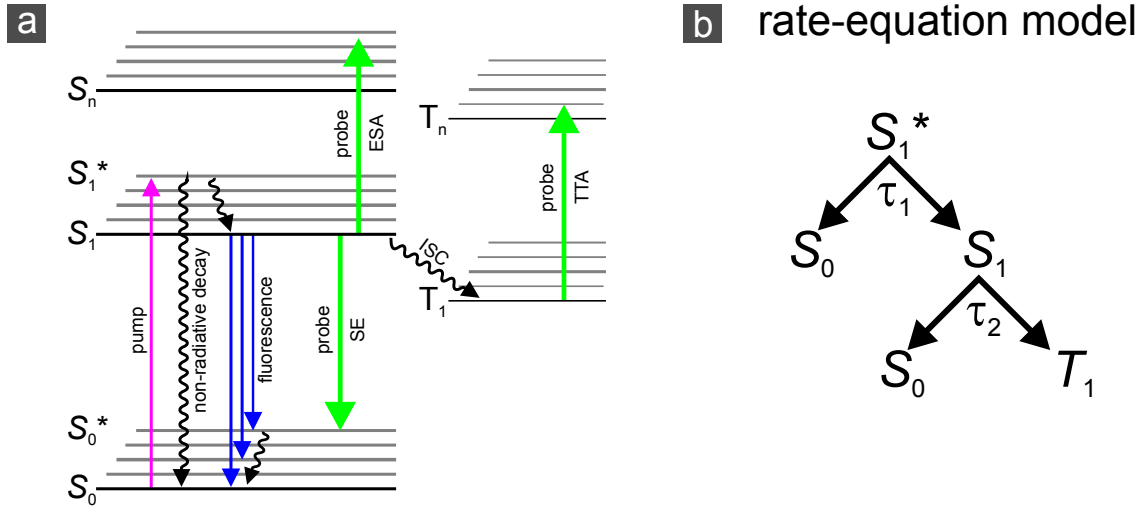 a
Sₙ
S₁*
S₁
S₀*
S₀
pump
non-radiative decay
fluorescence
probe
ESA
probe
SE
ISC
Tₙ
T₁
probe
TTA
b
rate-equation model
S₁*
τ₁
S₀
S₁
τ₂
S₀
T₁